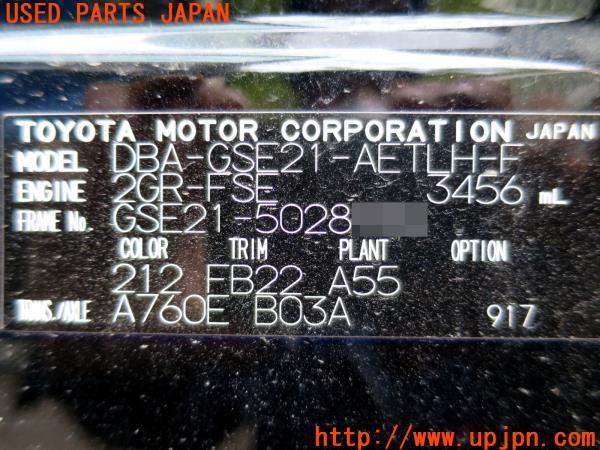 USED PARTS JAPAN
TOYOTA MOTOR CORPORATION JAPAN
MODEL DBA-GSE21-AETLH-F
ENGINE 2GR-FSE 3456 mL
FRAME No. GSE21-5028
COLOR TRIM PLANT OPTION
212 FB22 A55
TRANS./AXLE A760E B03A 917
http://www.upjpn.com